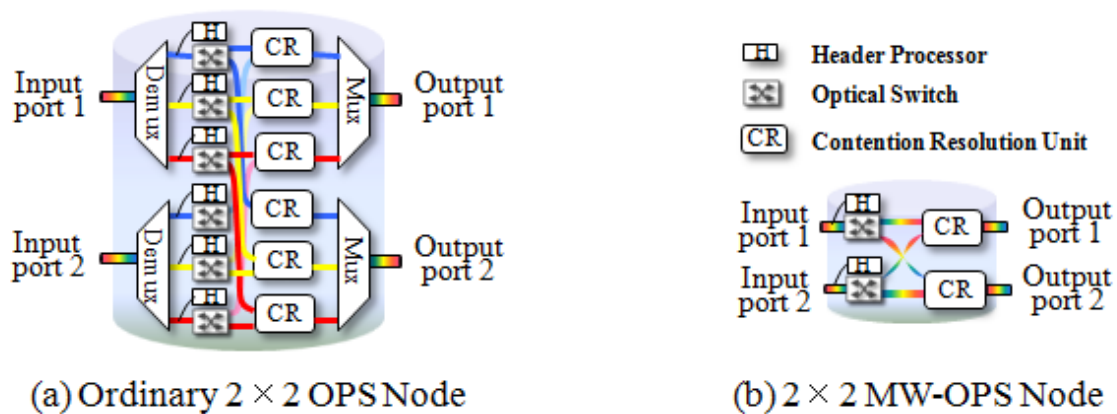 Input
port 1
Demux
H
H
H
CR
CR
CR
Mux
Output
port 1
Input
port 2
Demux
H
H
H
CR
CR
CR
Mux
Output
port 2
(a) Ordinary 2 × 2 OPS Node
H Header Processor
Optical Switch
CR Contention Resolution Unit
Input
port 1
H
CR
Output
port 1
Input
port 2
H
CR
Output
port 2
(b) 2 × 2 MW-OPS Node